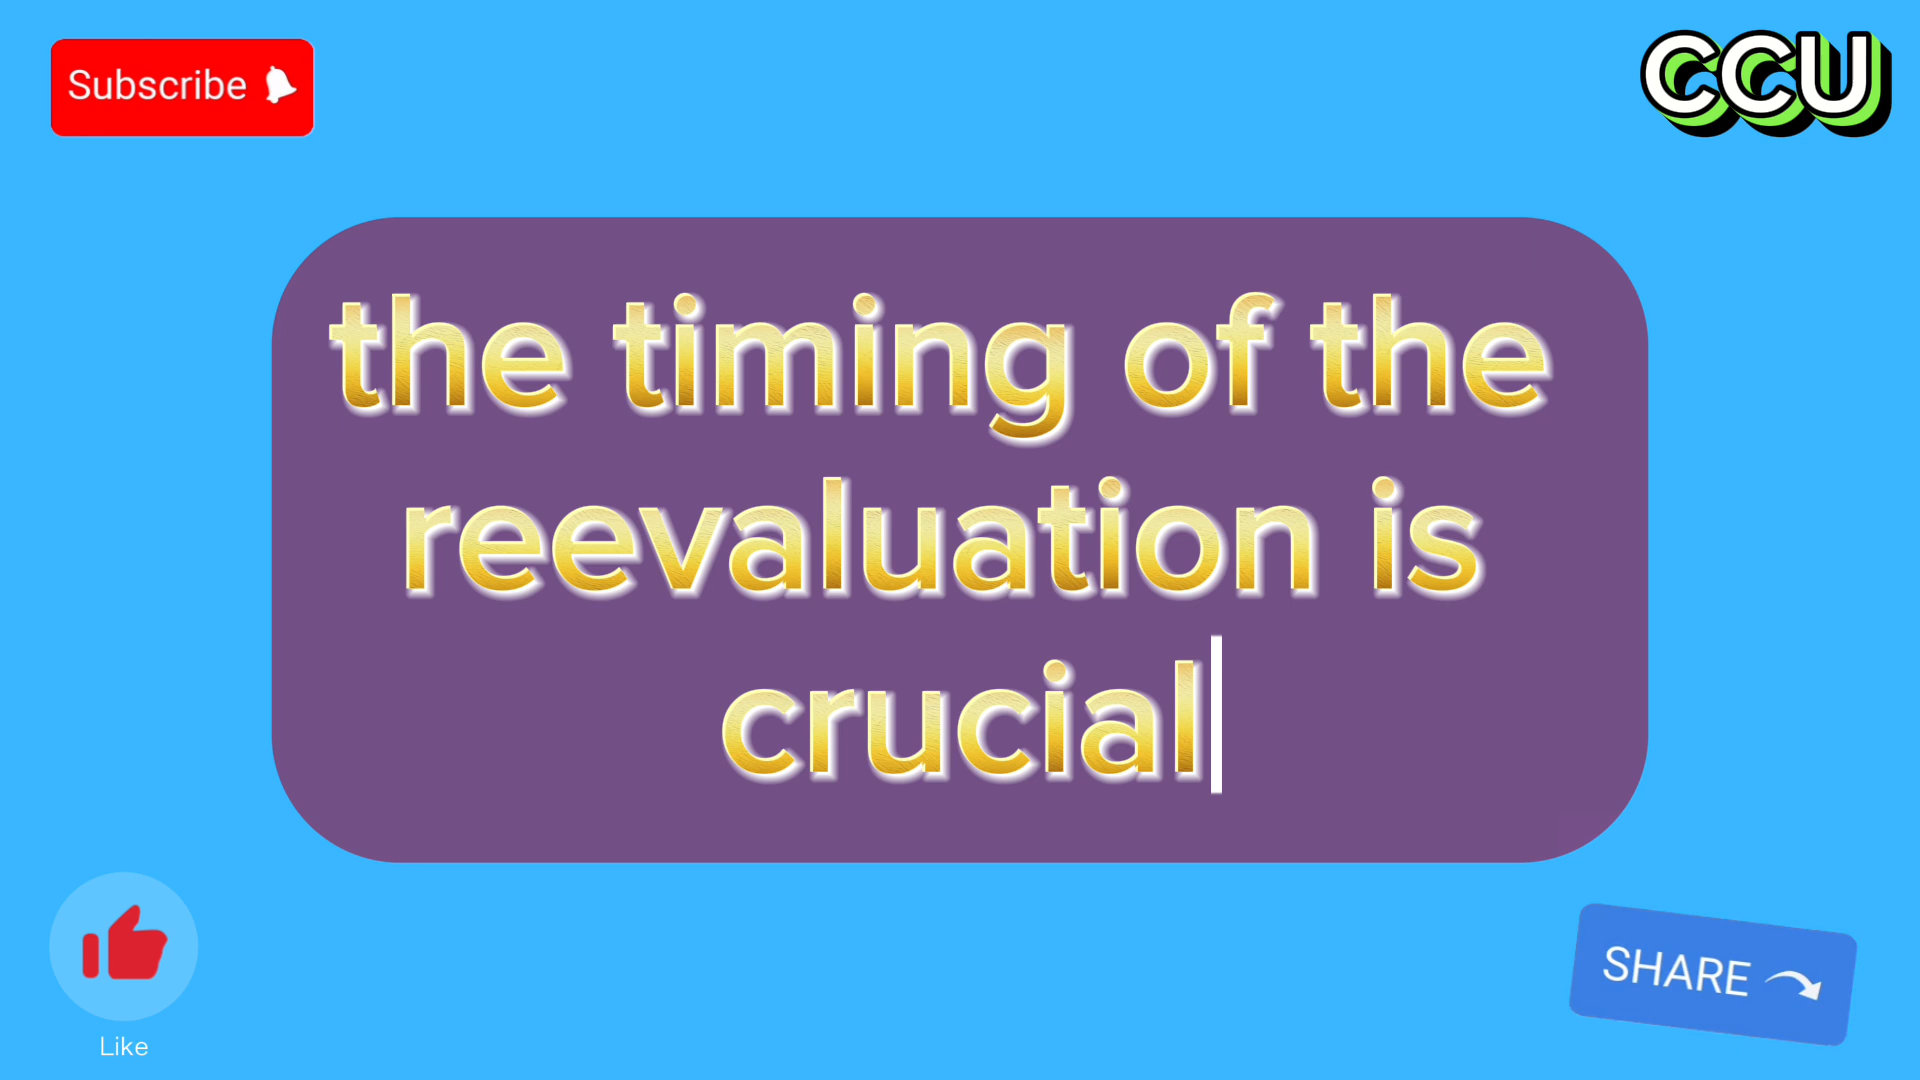 Subscribe
CCU
the timing of the
reevaluation is
crucial
Like
SHARE